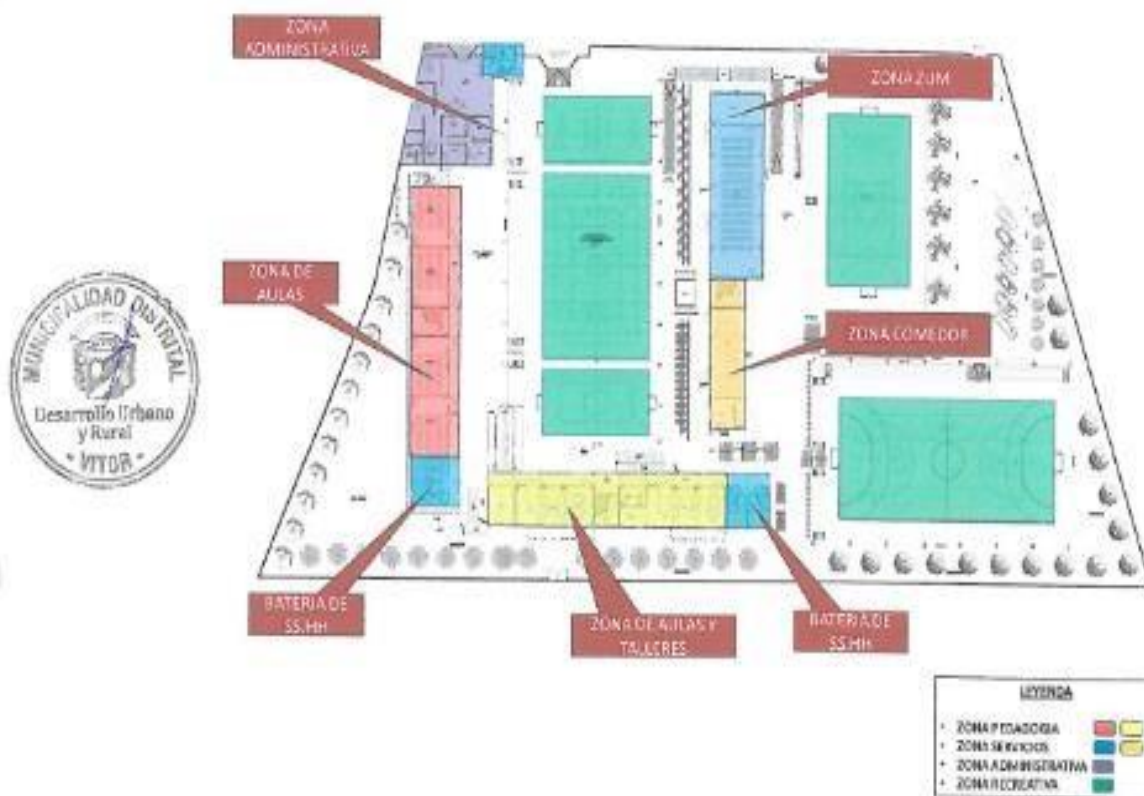 ZONA
ADMINISTRATIVA
ZONA ZUM
ZONA DE
AULAS
ZONA COMEDOR
MUNICIPALIDAD DISTRITAL
Desarrollo Urbano
y Rural
- VITOR -
BATERIA DE
SS.HH
ZONA DE AULAS Y
TALLERES
BATERIA DE
SS.HH
LEYENDA
• ZONA PEDAGOGIA
• ZONA SERVICIOS
• ZONA ADMINISTRATIVA
• ZONA RECREATIVA